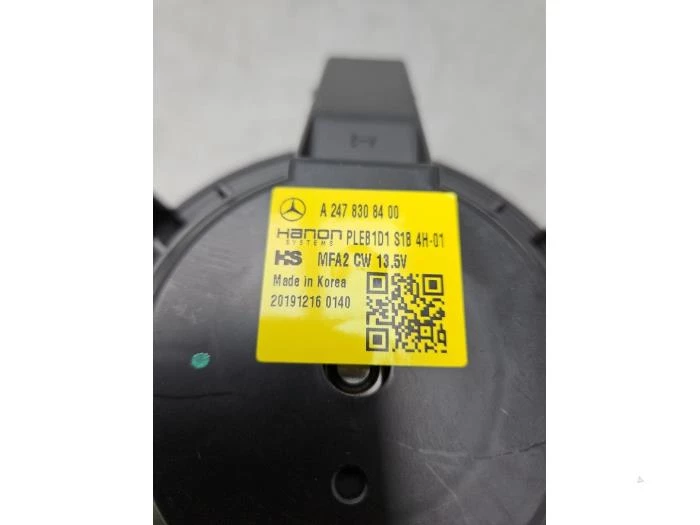 A 247 830 84 00
Hanon PLEB1D1 S1B 4H-01
SYSTEMS
HS MFA2 CW 13.5V
Made in Korea
20191216 0140